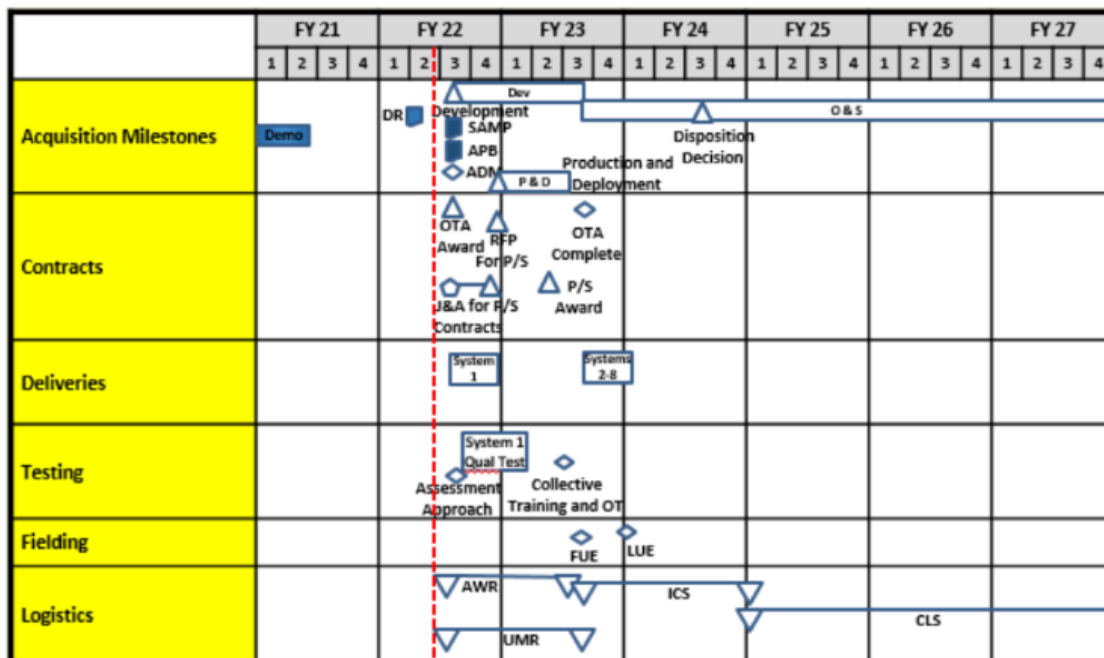 FY 21 FY 22 FY 23 FY 24 FY 25 FY 26 FY 27
1 2 3 4 1 2 3 4 1 2 3 4 1 2 3 4 1 2 3 4 1 2 3 4 1 2 3 4
Acquisition Milestones
Demo
DR
Dev
Development
SAMP
APB
ADM
P & D
Production and
Deployment
O & S
Disposition
Decision
Contracts
OTA
Award
RFP
For P/S
OTA
Complete
J&A for P/S
Contracts
P/S
Award
Deliveries
System
1
Systems
2-8
Testing
System 1
Qual Test
Assessment
Approach
Collective
Training and OT
Fielding
FUE
LUE
Logistics
AWR
ICS
UMR
CLS